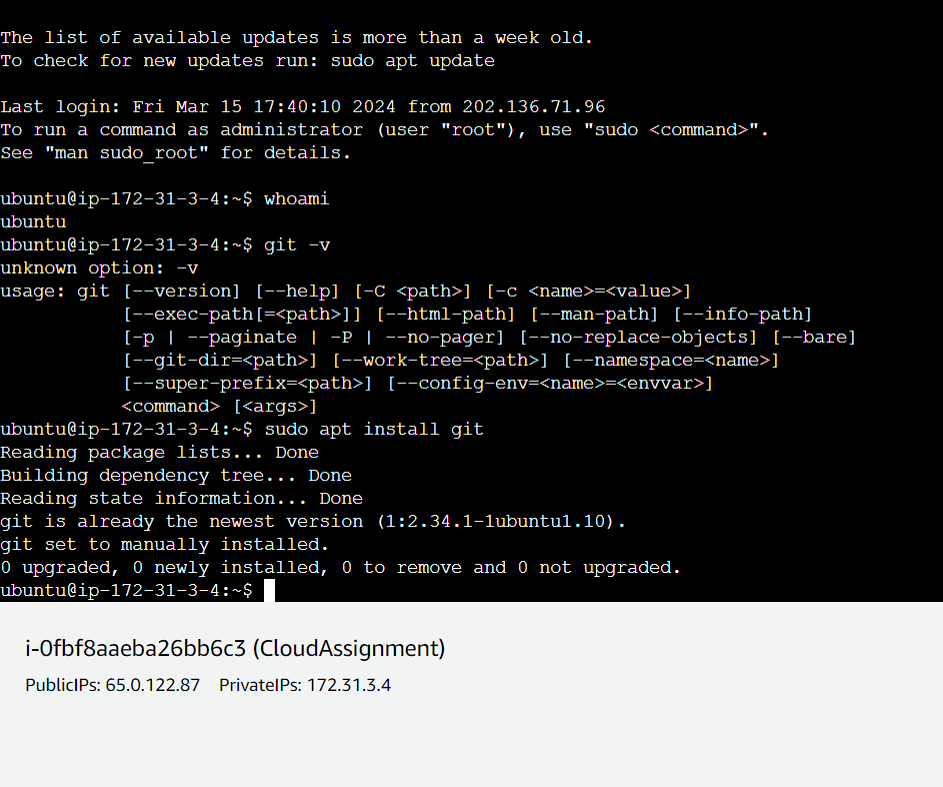 The list of available updates is more than a week old.
To check for new updates run: sudo apt update
Last login: Fri Mar 15 17:40:10 2024 from 202.136.71.96
To run a command as administrator (user "root"), use "sudo <command>".
See "man sudo_root" for details.
ubuntu@ip-172-31-3-4:~$ whoami
ubuntu
ubuntu@ip-172-31-3-4:~$ git -v
unknown option: -v
usage: git [--version] [--help] [-C <path>] [-c <name>=<value>]
           [--exec-path[=<path>]] [--html-path] [--man-path] [--info-path]
           [-p | --paginate | -P | --no-pager] [--no-replace-objects] [--bare]
           [--git-dir=<path>] [--work-tree=<path>] [--namespace=<name>]
           [--super-prefix=<path>] [--config-env=<name>=<envvar>]
           <command> [<args>]
ubuntu@ip-172-31-3-4:~$ sudo apt install git
Reading package lists... Done
Building dependency tree... Done
Reading state information... Done
git is already the newest version (1:2.34.1-1ubuntu1.10).
git set to manually installed.
0 upgraded, 0 newly installed, 0 to remove and 0 not upgraded.
ubuntu@ip-172-31-3-4:~$
i-0fbf8aaeba26bb6c3 (CloudAssignment)
PublicIPs: 65.0.122.87 PrivateIPs: 172.31.3.4